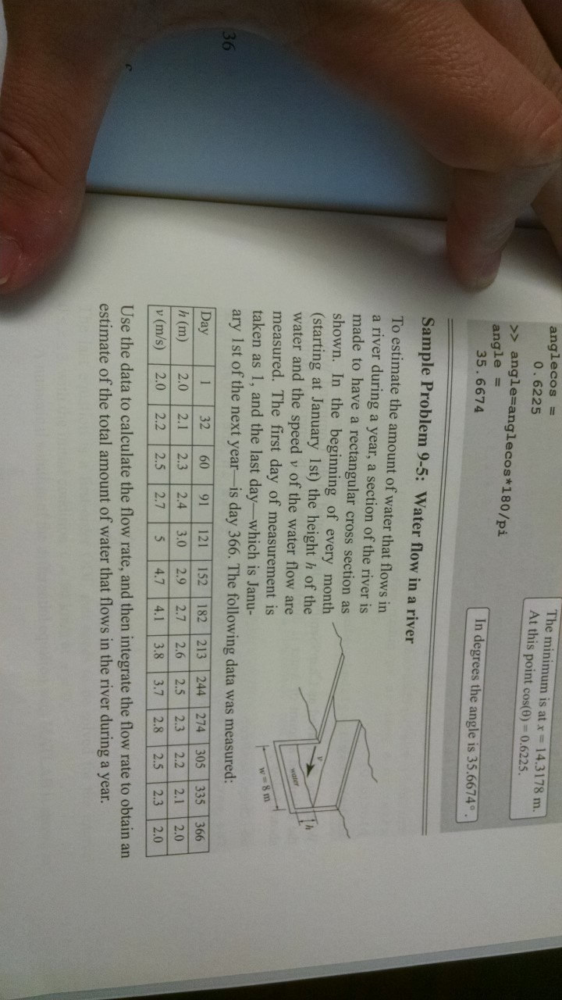 36
anglecos =
0.6225
>> angle=anglecos*180/pi
angle =
35.6674
The minimum is at x = 14.3178 m.
At this point cos(θ) = 0.6225.
In degrees the angle is 35.6674°.
Sample Problem 9-5: Water flow in a river
To estimate the amount of water that flows in
a river during a year, a section of the river is
made to have a rectangular cross section as
shown. In the beginning of every month
(starting at January 1st) the height h of the
water and the speed v of the water flow are
measured. The first day of measurement is
taken as 1, and the last day—which is Janu-
ary 1st of the next year—is day 366. The following data was measured:
v
water
h
w = 8 m
Day 1 32 60 91 121 152 182 213 244 274 305 335 366
h (m) 2.0 2.1 2.3 2.4 3.0 2.9 2.7 2.6 2.5 2.3 2.2 2.1 2.0
v (m/s) 2.0 2.2 2.5 2.7 5 4.7 4.1 3.8 3.7 2.8 2.5 2.3 2.0
Use the data to calculate the flow rate, and then integrate the flow rate to obtain an
estimate of the total amount of water that flows in the river during a year.